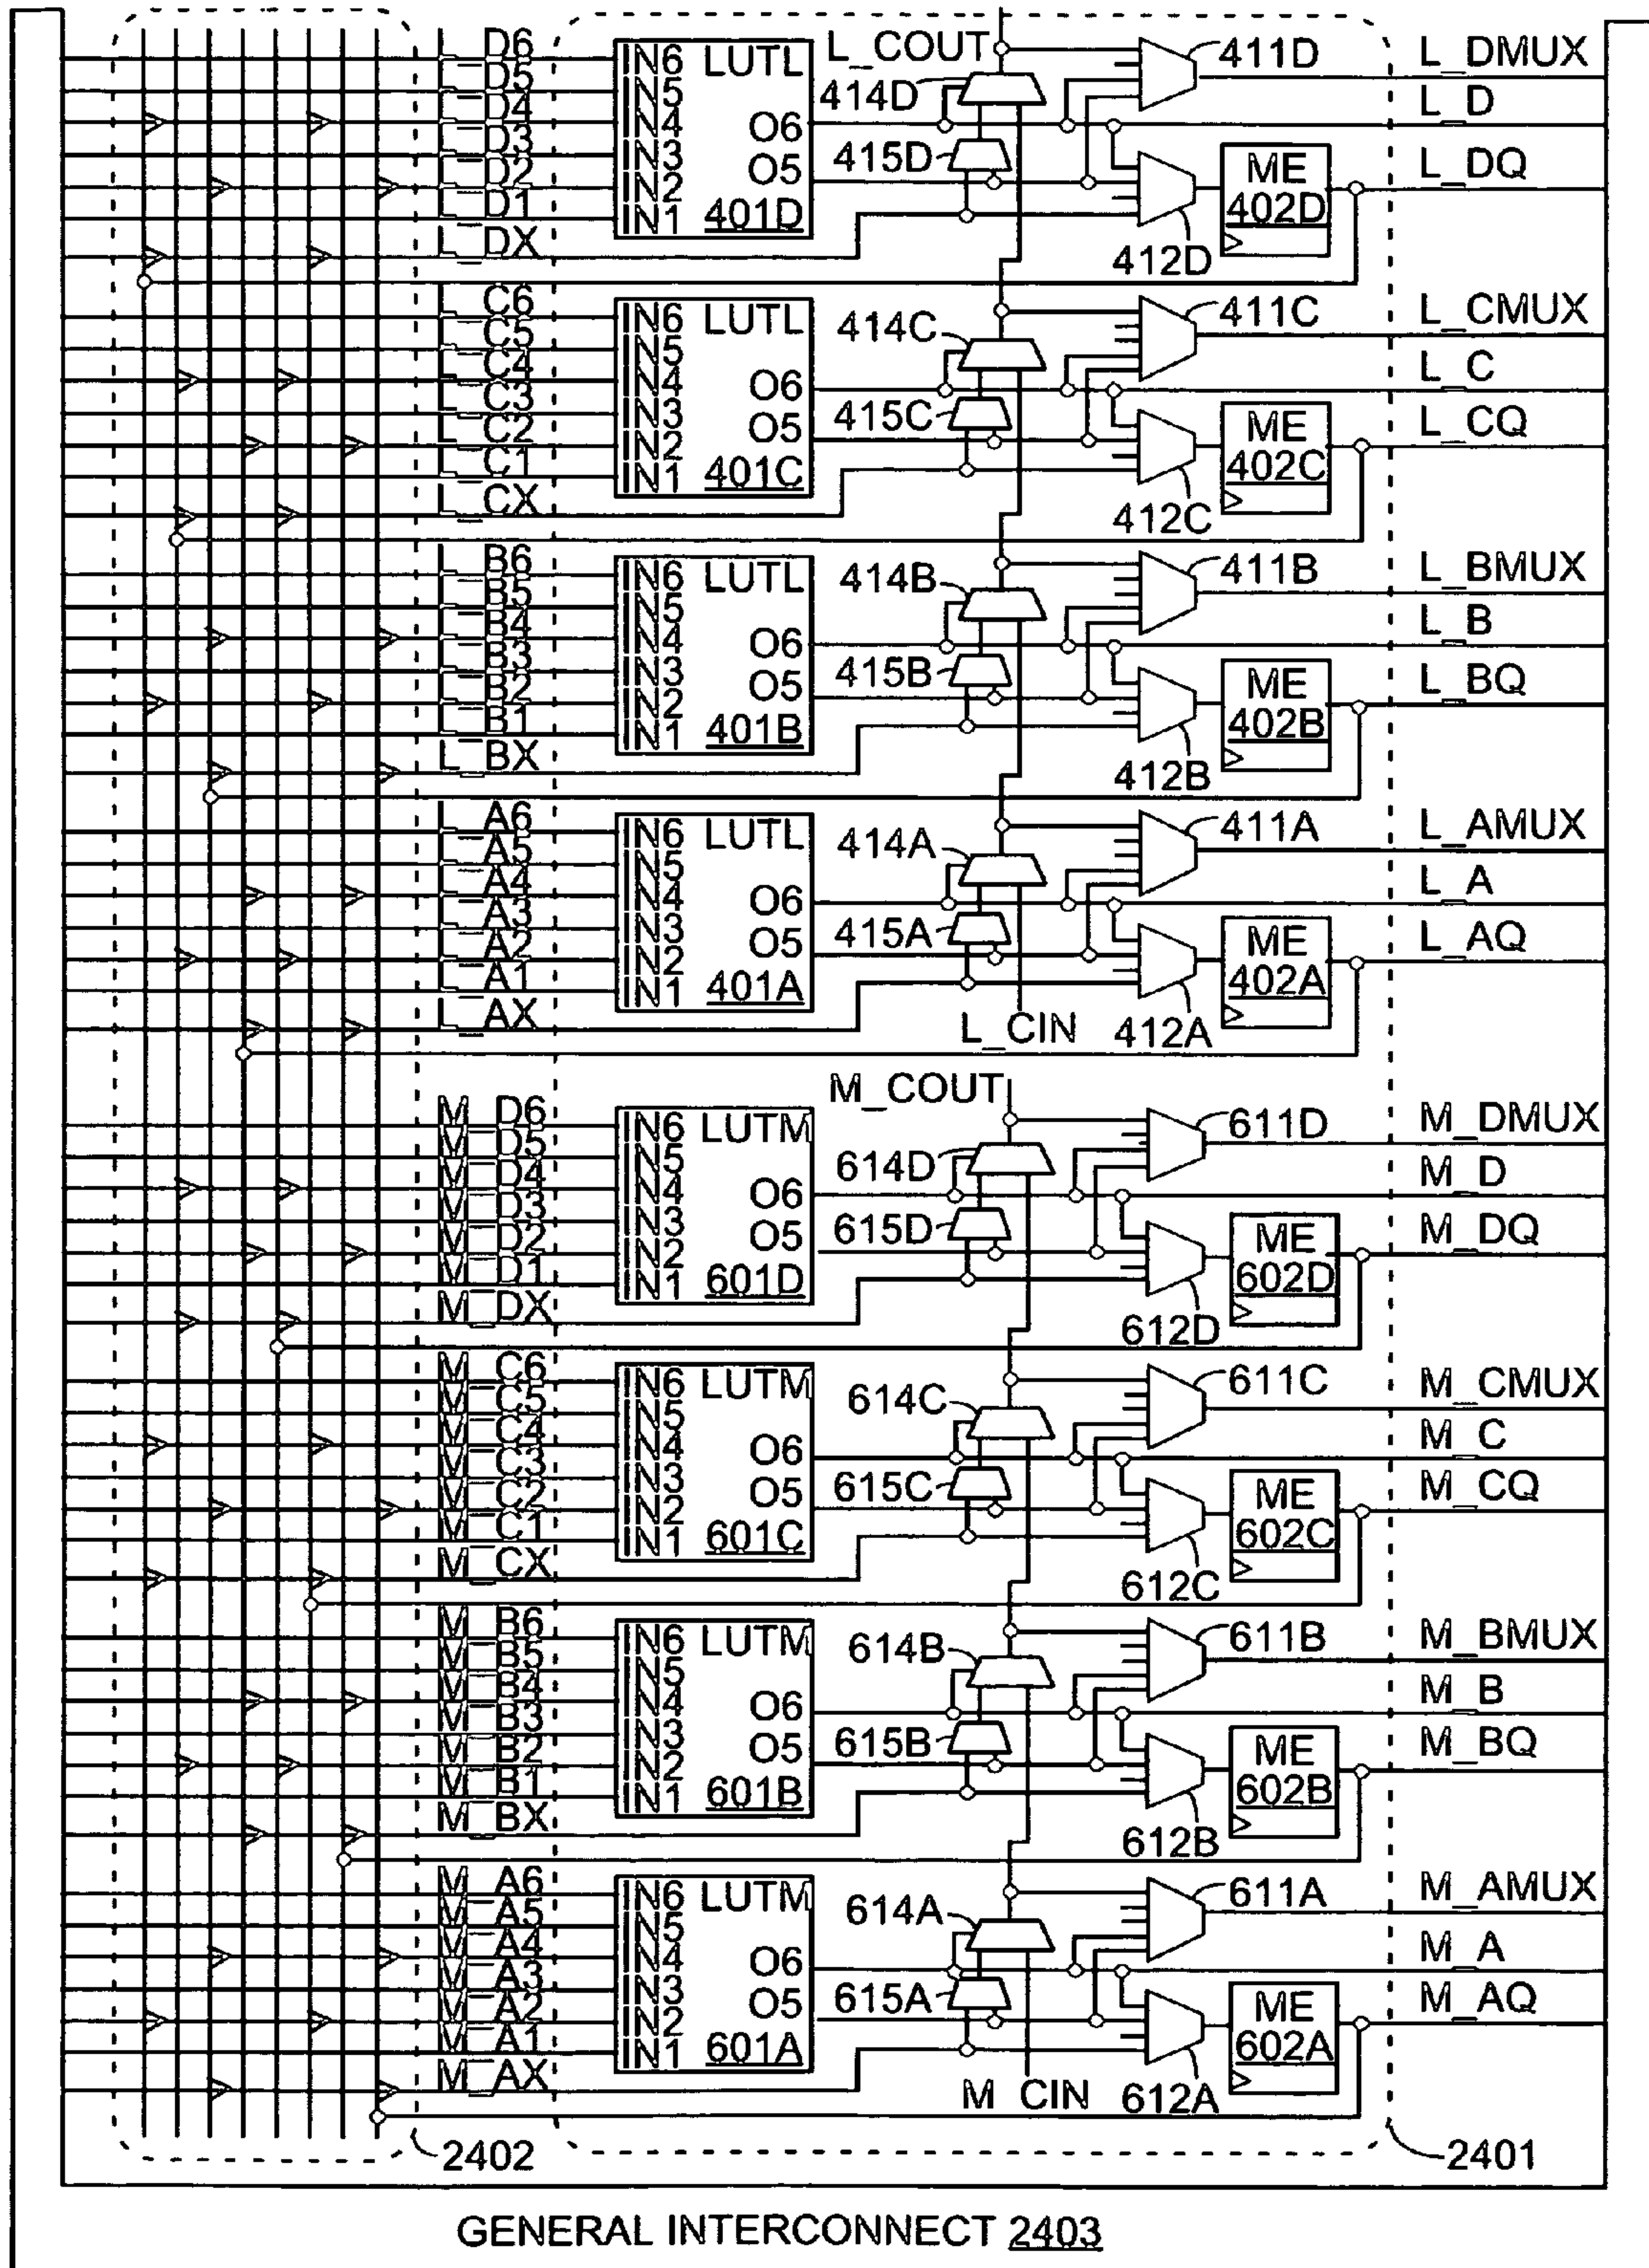 L_D6 IN6 LUTL L_COUT 411D L_DMUX
L_D5 IN5 414D
L_D4 IN4 O6 L_D
L_D3 IN3 415D ME L_DQ
L_D2 IN2 O5 402D
L_D1 IN1 401D
L_DX 412D
L_C6 IN6 LUTL 411C L_CMUX
L_C5 IN5 414C
L_C4 IN4 O6 L_C
L_C3 IN3 415C ME L_CQ
L_C2 IN2 O5 402C
L_C1 IN1 401C
L_CX 412C
L_B6 IN6 LUTL 414B 411B L_BMUX
L_B5 IN5
L_B4 IN4 O6 L_B
L_B3 IN3 415B ME L_BQ
L_B2 IN2 O5 402B
L_B1 IN1 401B
L_BX 412B
L_A6 IN6 LUTL 414A 411A L_AMUX
L_A5 IN5
L_A4 IN4 O6 L_A
L_A3 IN3 415A ME L_AQ
L_A2 IN2 O5 402A
L_A1 IN1 401A
L_AX L_CIN 412A
M_COUT
M_D6 IN6 LUTM 611D M_DMUX
M_D5 IN5 614D
M_D4 IN4 O6 M_D
M_D3 IN3 615D ME M_DQ
M_D2 IN2 O5 602D
M_D1 IN1 601D
M_DX 612D
M_C6 IN6 LUTM 614C 611C M_CMUX
M_C5 IN5
M_C4 IN4 O6 M_C
M_C3 IN3 615C ME M_CQ
M_C2 IN2 O5 602C
M_C1 IN1 601C
M_CX 612C
M_B6 IN6 LUTM 614B 611B M_BMUX
M_B5 IN5
M_B4 IN4 O6 M_B
M_B3 IN3 615B ME M_BQ
M_B2 IN2 O5 602B
M_B1 IN1 601B
M_BX 612B
M_A6 IN6 LUTM 614A 611A M_AMUX
M_A5 IN5
M_A4 IN4 O6 M_A
M_A3 IN3 615A ME M_AQ
M_A2 IN2 O5 602A
M_A1 IN1 601A
M_AX M_CIN 612A
2402 2401
GENERAL INTERCONNECT 2403